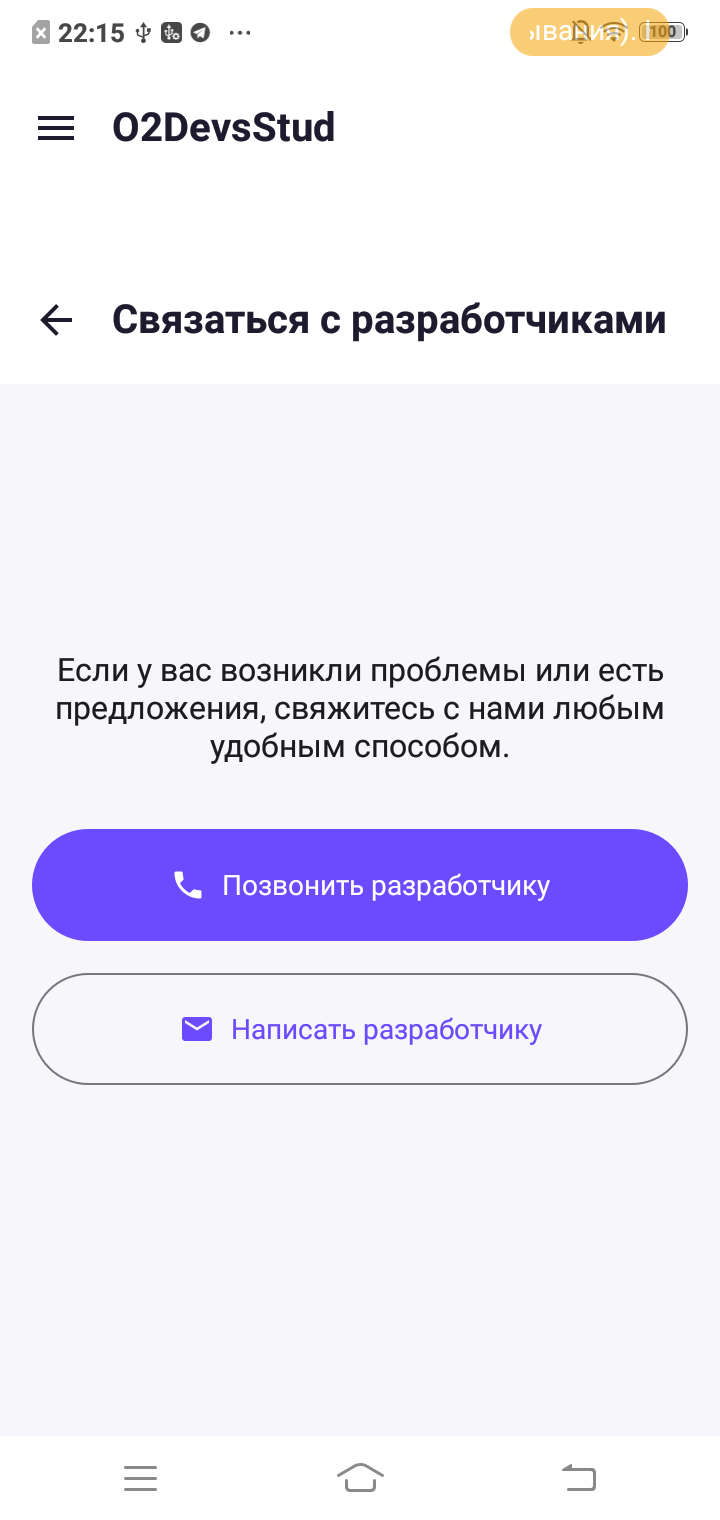 22:15
100
O2DevsStud
Связаться с разработчиками
Если у вас возникли проблемы или есть
предложения, свяжитесь с нами любым
удобным способом.
Позвонить разработчику
Написать разработчику